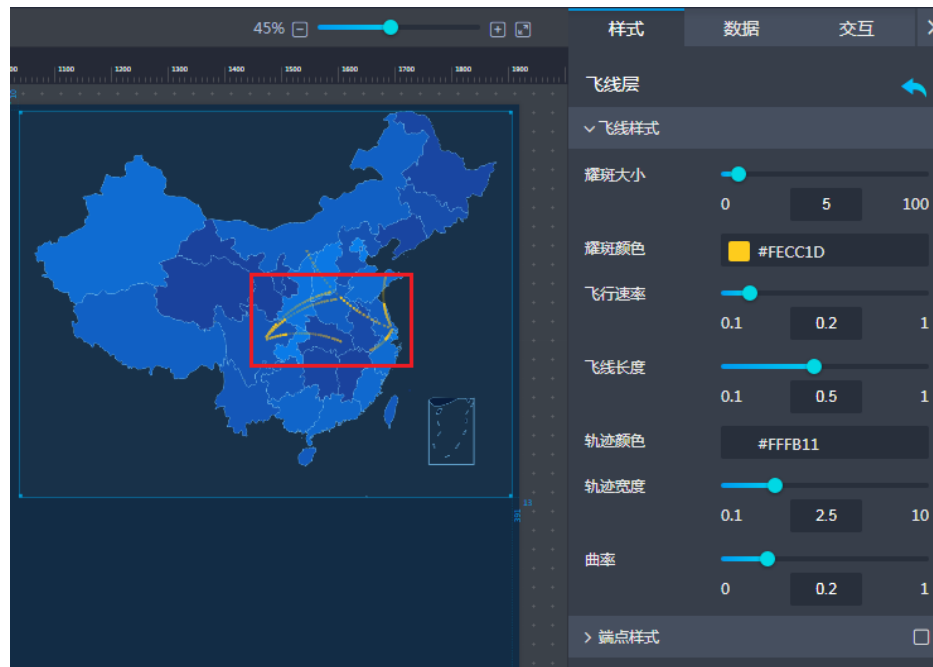 45%
样式 数据 交互
1100 1200 1300 1400 1500 1600 1700 1800 1900
飞线层
飞线样式
耀斑大小
0 5 100
耀斑颜色 #FECC1D
飞行速率
0.1 0.2 1
飞线长度
0.1 0.5 1
轨迹颜色 #FFFB11
轨迹宽度
0.1 2.5 10
曲率
0 0.2 1
端点样式